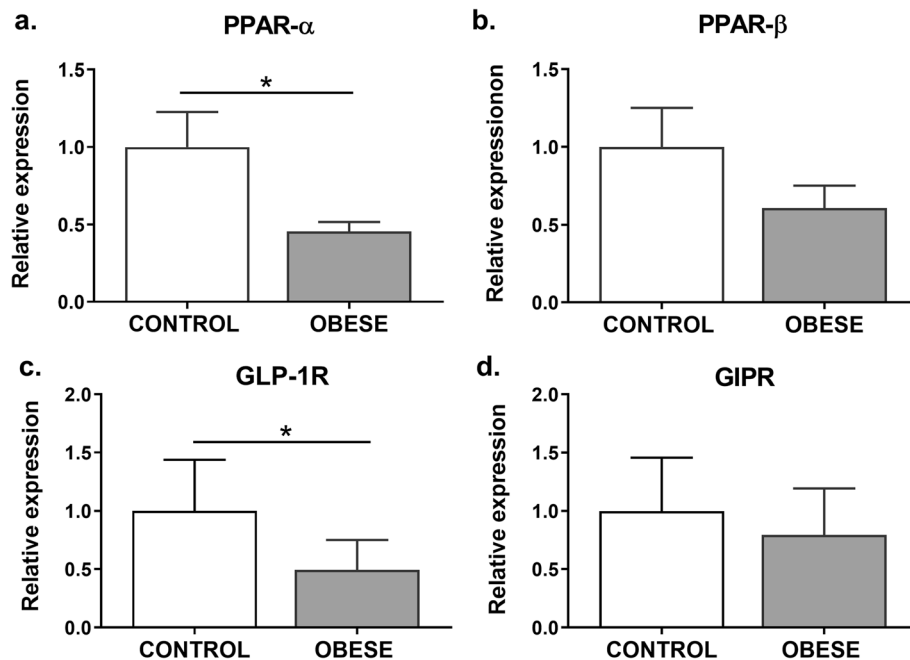 a.
PPAR-α
Relative expression
1.5
1.0
0.5
0.0
*
CONTROL OBESE
b.
PPAR-β
Relative expressionon
1.5
1.0
0.5
0.0
CONTROL OBESE
c.
GLP-1R
Relative expression
2.0
1.5
1.0
0.5
0.0
*
CONTROL OBESE
d.
GIPR
Relative expression
2.0
1.5
1.0
0.5
0.0
CONTROL OBESE